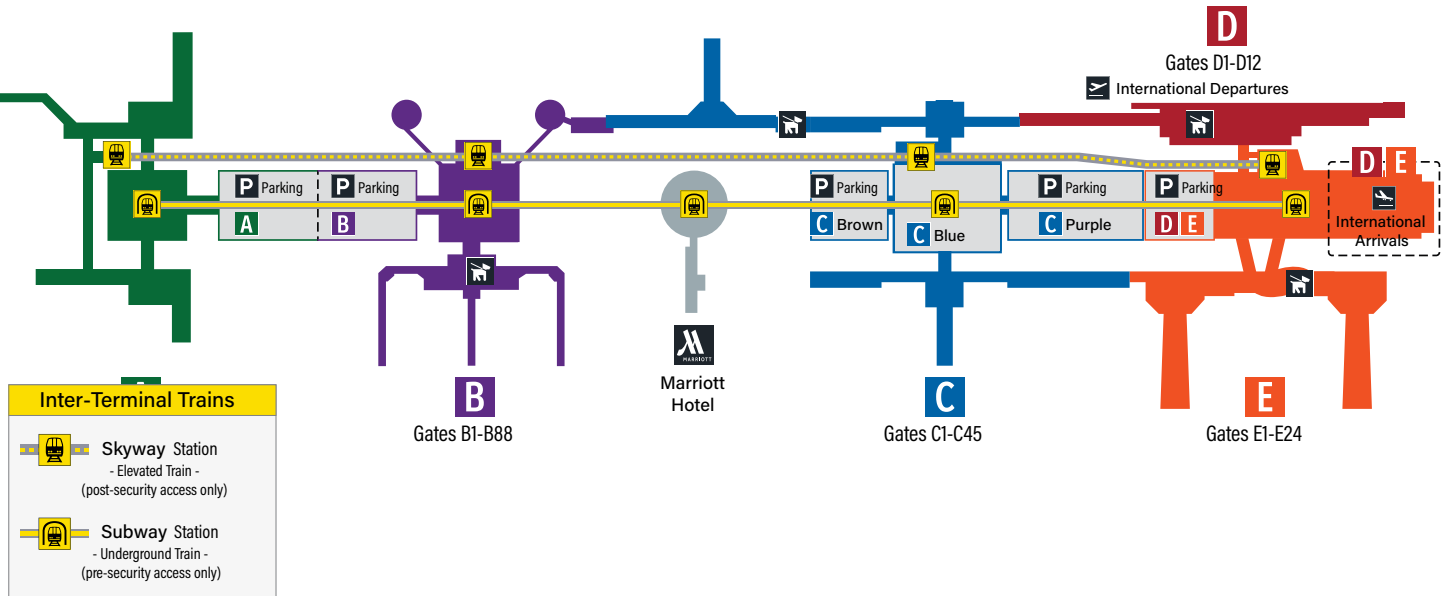 D
Gates D1-D12
International Departures
P Parking
A
P Parking
B
P Parking
C Brown
C Blue
P Parking
C Purple
P Parking
D E
D E
International
Arrivals
MARRIOTT
Marriott
Hotel
B
Gates B1-B88
C
Gates C1-C45
E
Gates E1-E24
Inter-Terminal Trains
Skyway Station
- Elevated Train -
(post-security access only)
Subway Station
- Underground Train -
(pre-security access only)